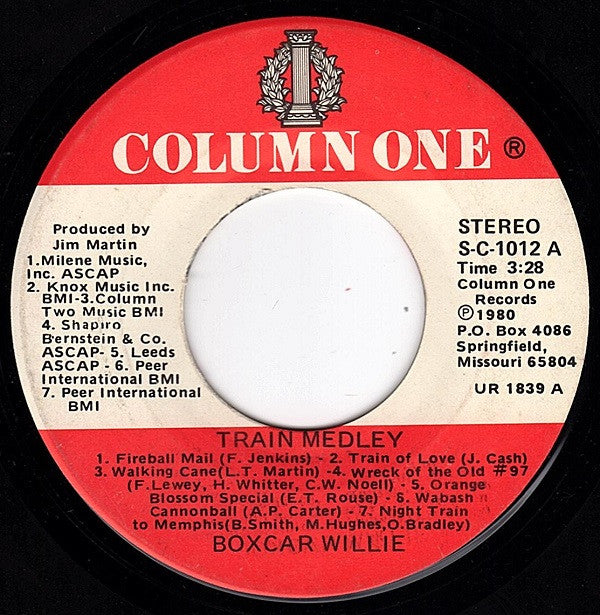 COLUMN ONE ®
Produced by
Jim Martin
1.Milene Music,
Inc. ASCAP
2. Knox Music Inc.
BMI-3.Column
Two Music BMI
4. Shapiro
Bernstein & Co.
ASCAP- 5. Leeds
ASCAP - 6. Peer
International BMI
7. Peer International
BMI
STEREO
S-C-1012 A
Time 3:28
Column One
Records
Ⓟ1980
P.O. Box 4086
Springfield,
Missouri 65804
UR 1839 A
TRAIN MEDLEY
1. Fireball Mail (F. Jenkins) - 2. Train of Love (J. Cash)
3. Walking Cane(L.T. Martin) -4. Wreck of the Old #97
(F. Lewey, H. Whitter, C.W. Noell) - 5. Orange
Blossom Special (E.T. Rouse) - 6. Wabash
Cannonball (A.P. Carter) - 7. Night Train
to Memphis(B. Smith, M.Hughes,O.Bradley)
BOXCAR WILLIE